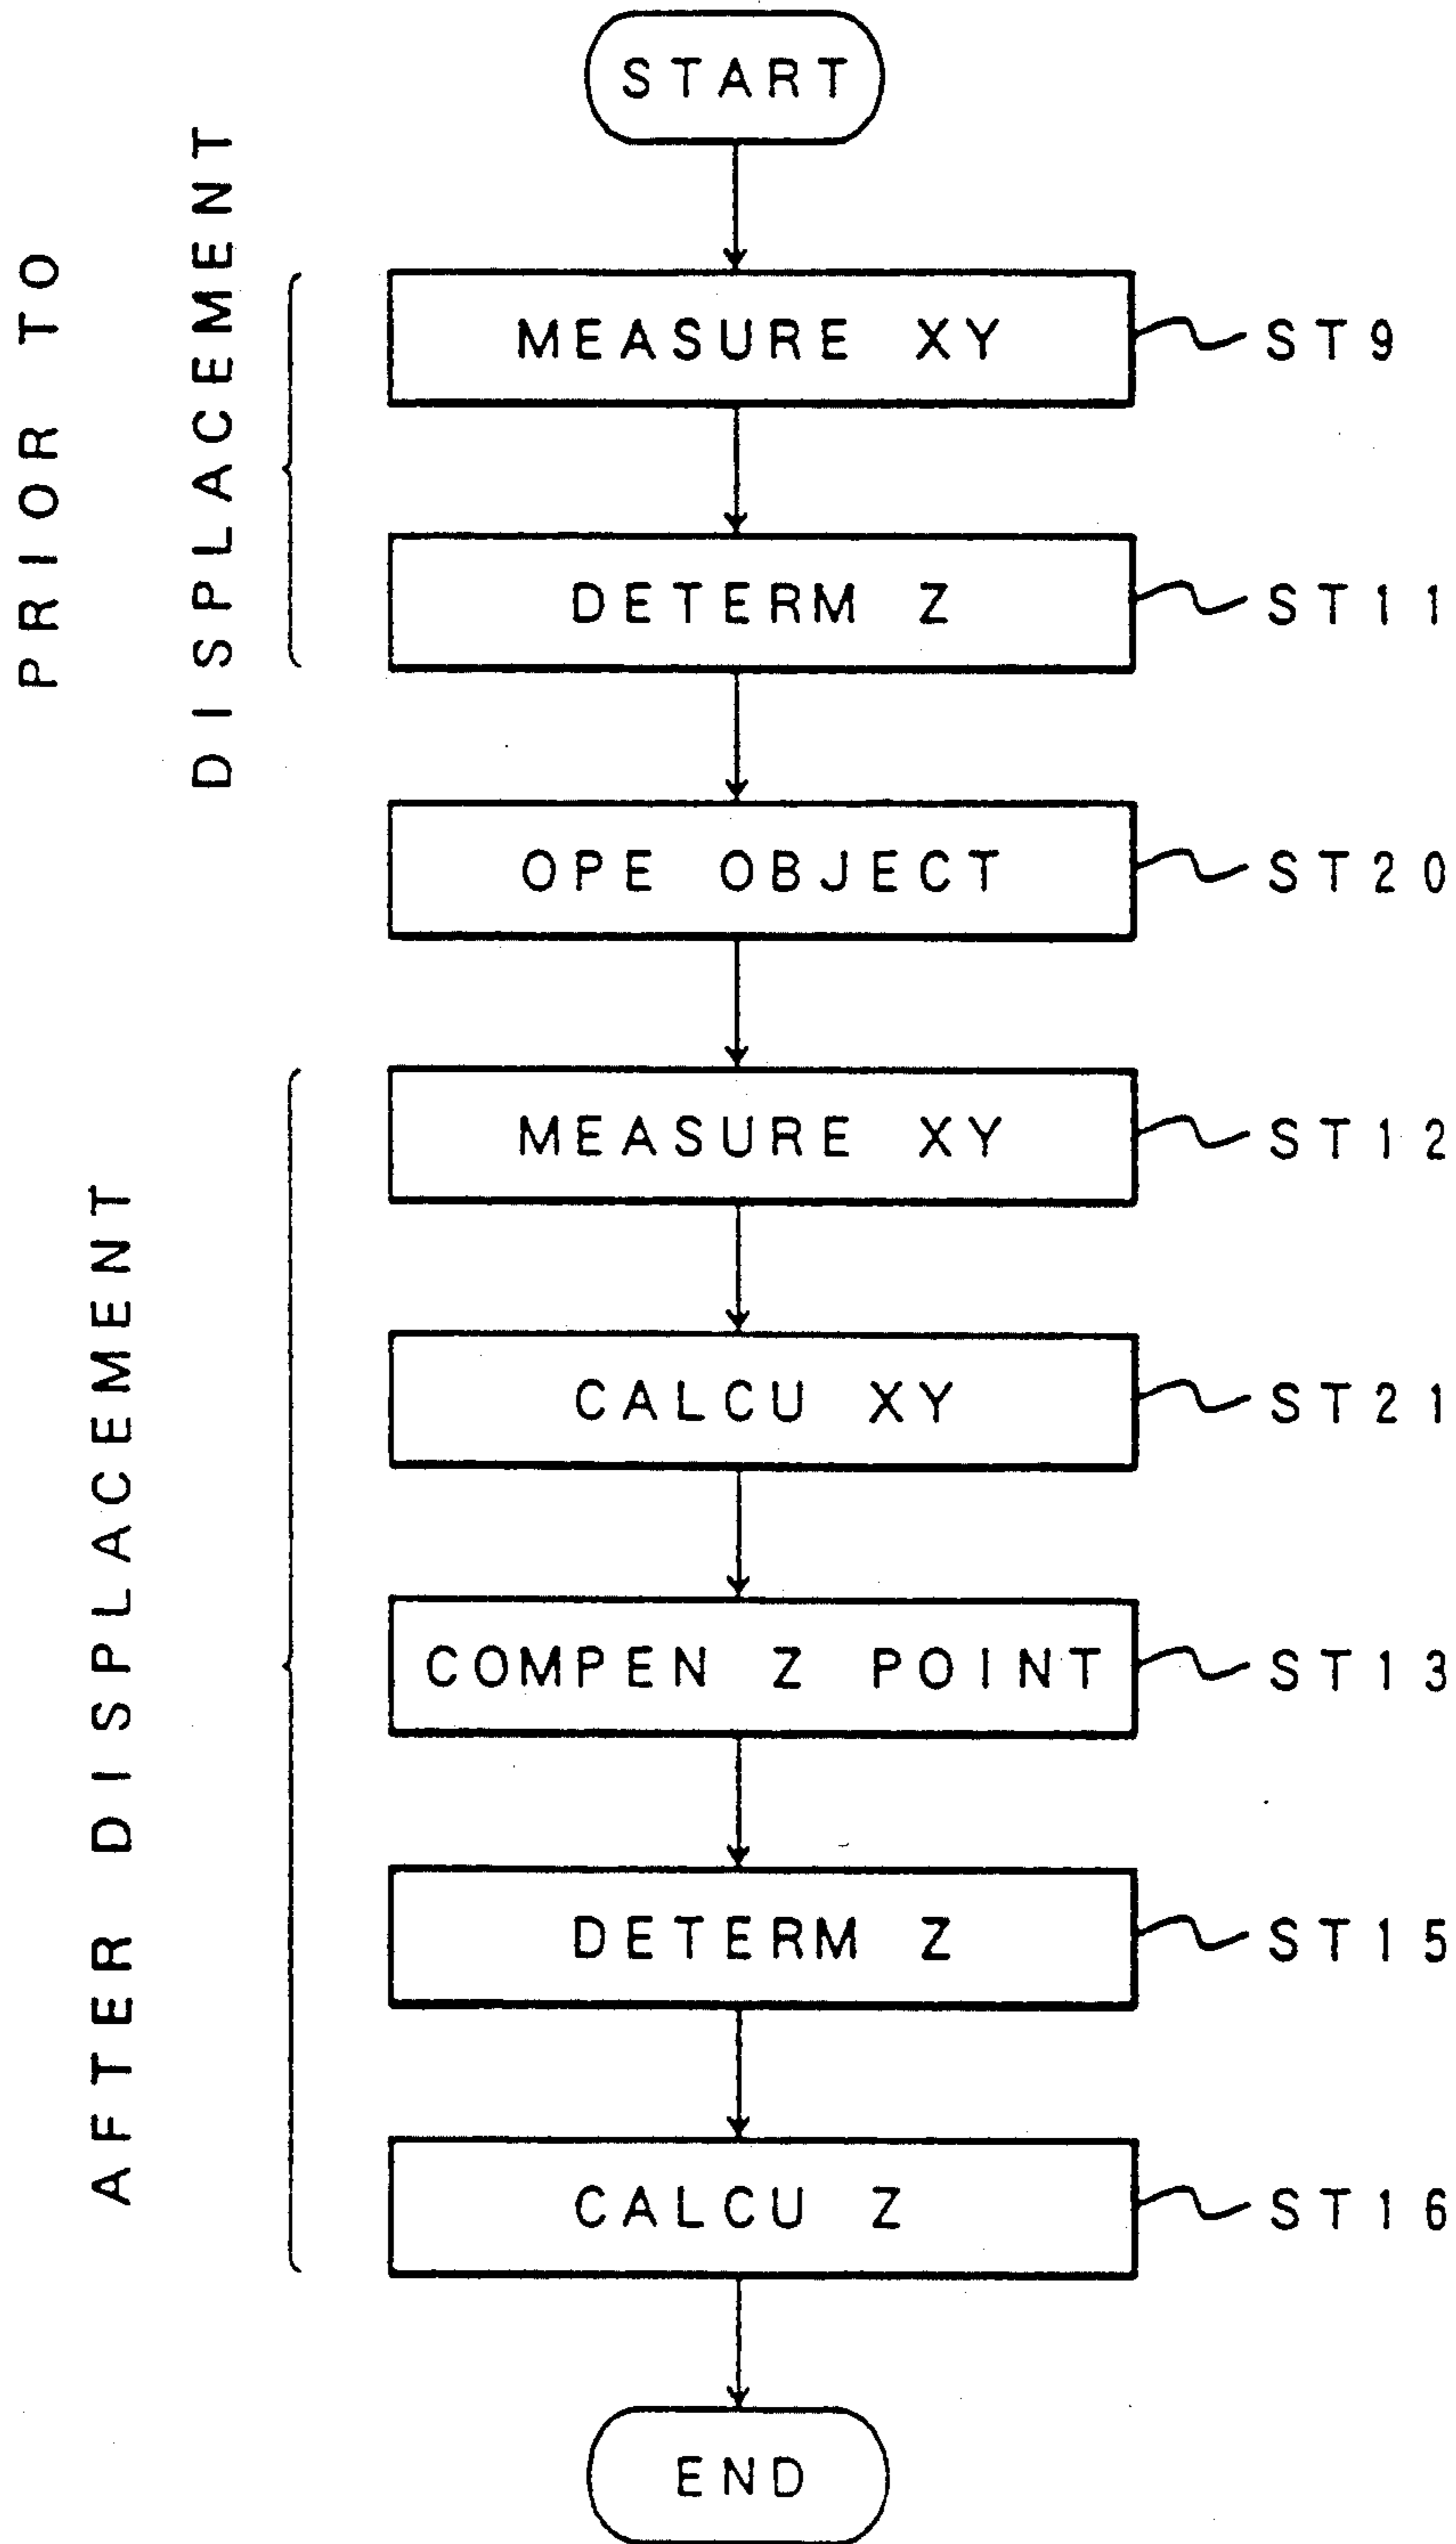 START
PRIOR TO
DISPLACEMENT
MEASURE XY
ST9
DETERM Z
ST11
OPE OBJECT
ST20
AFTER DISPLACEMENT
MEASURE XY
ST12
CALCU XY
ST21
COMPEN Z POINT
ST13
DETERM Z
ST15
CALCU Z
ST16
END